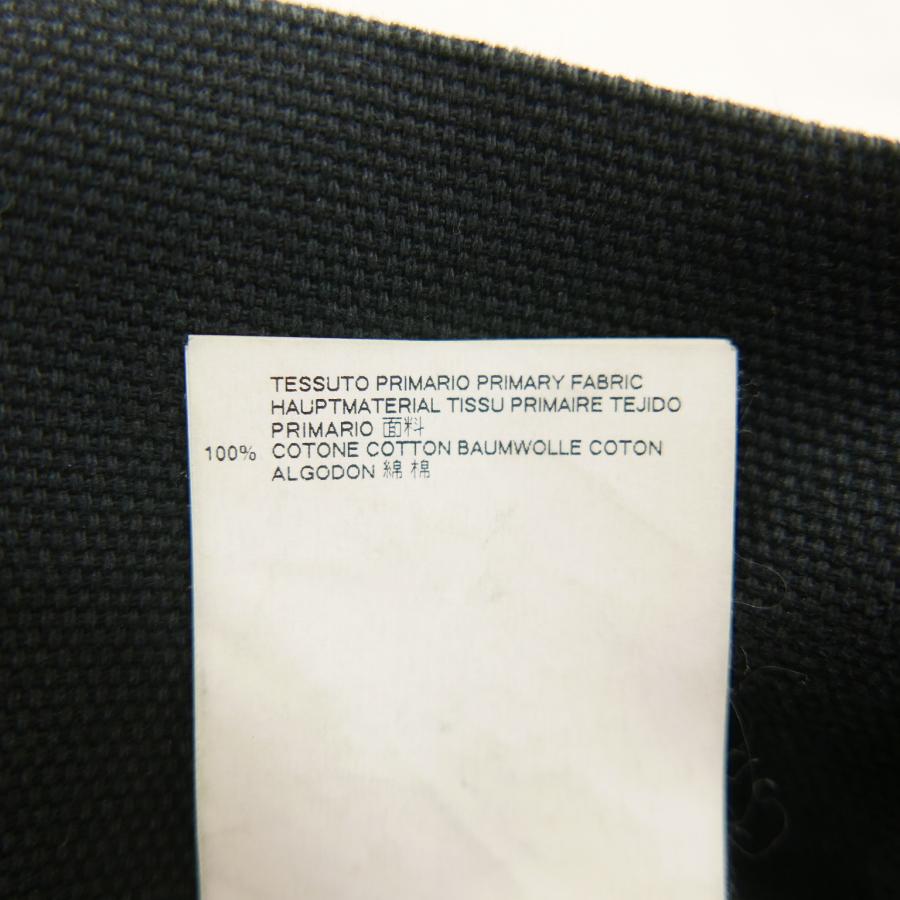 TESSUTO PRIMARIO PRIMARY FABRIC
HAUPTMATERIAL TISSU PRIMAIRE TEJIDO
PRIMARIO 面料
100% COTONE COTTON BAUMWOLLE COTON
ALGODON 綿 棉